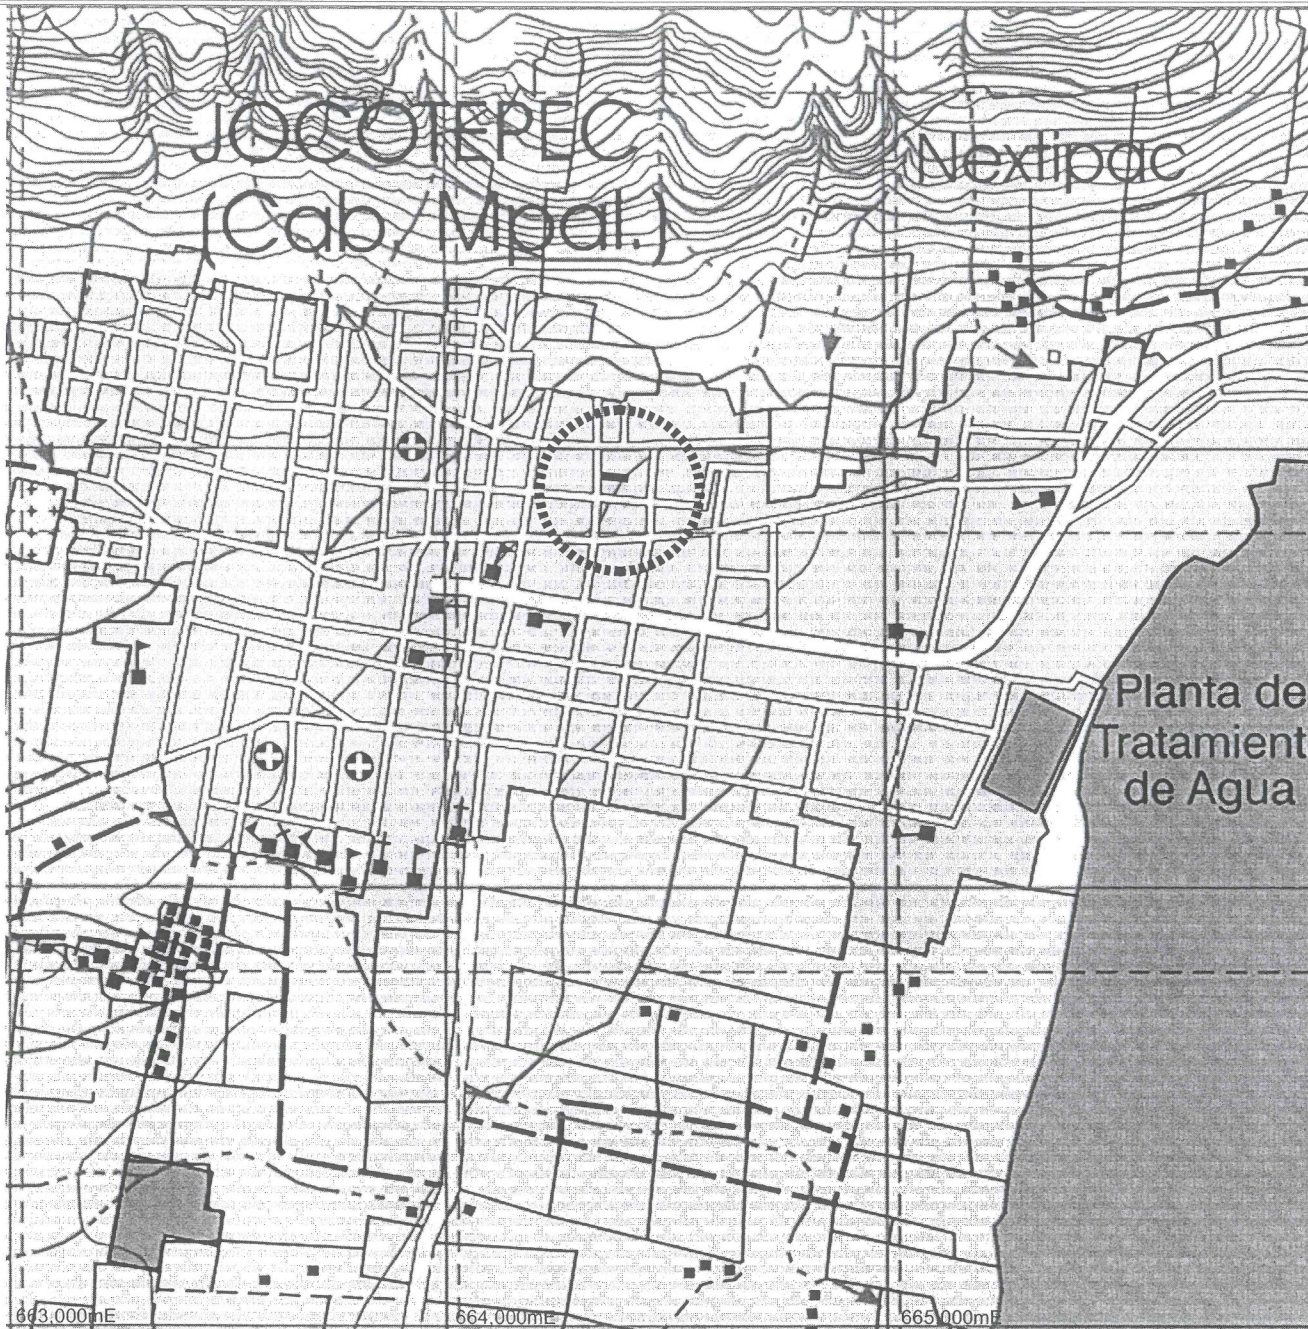 JOCOTEPEC
(Cab. Mpal.)
Nextipac
Planta de
Tratamient
de Agua
663,000mE
664,000mE
665,000mE